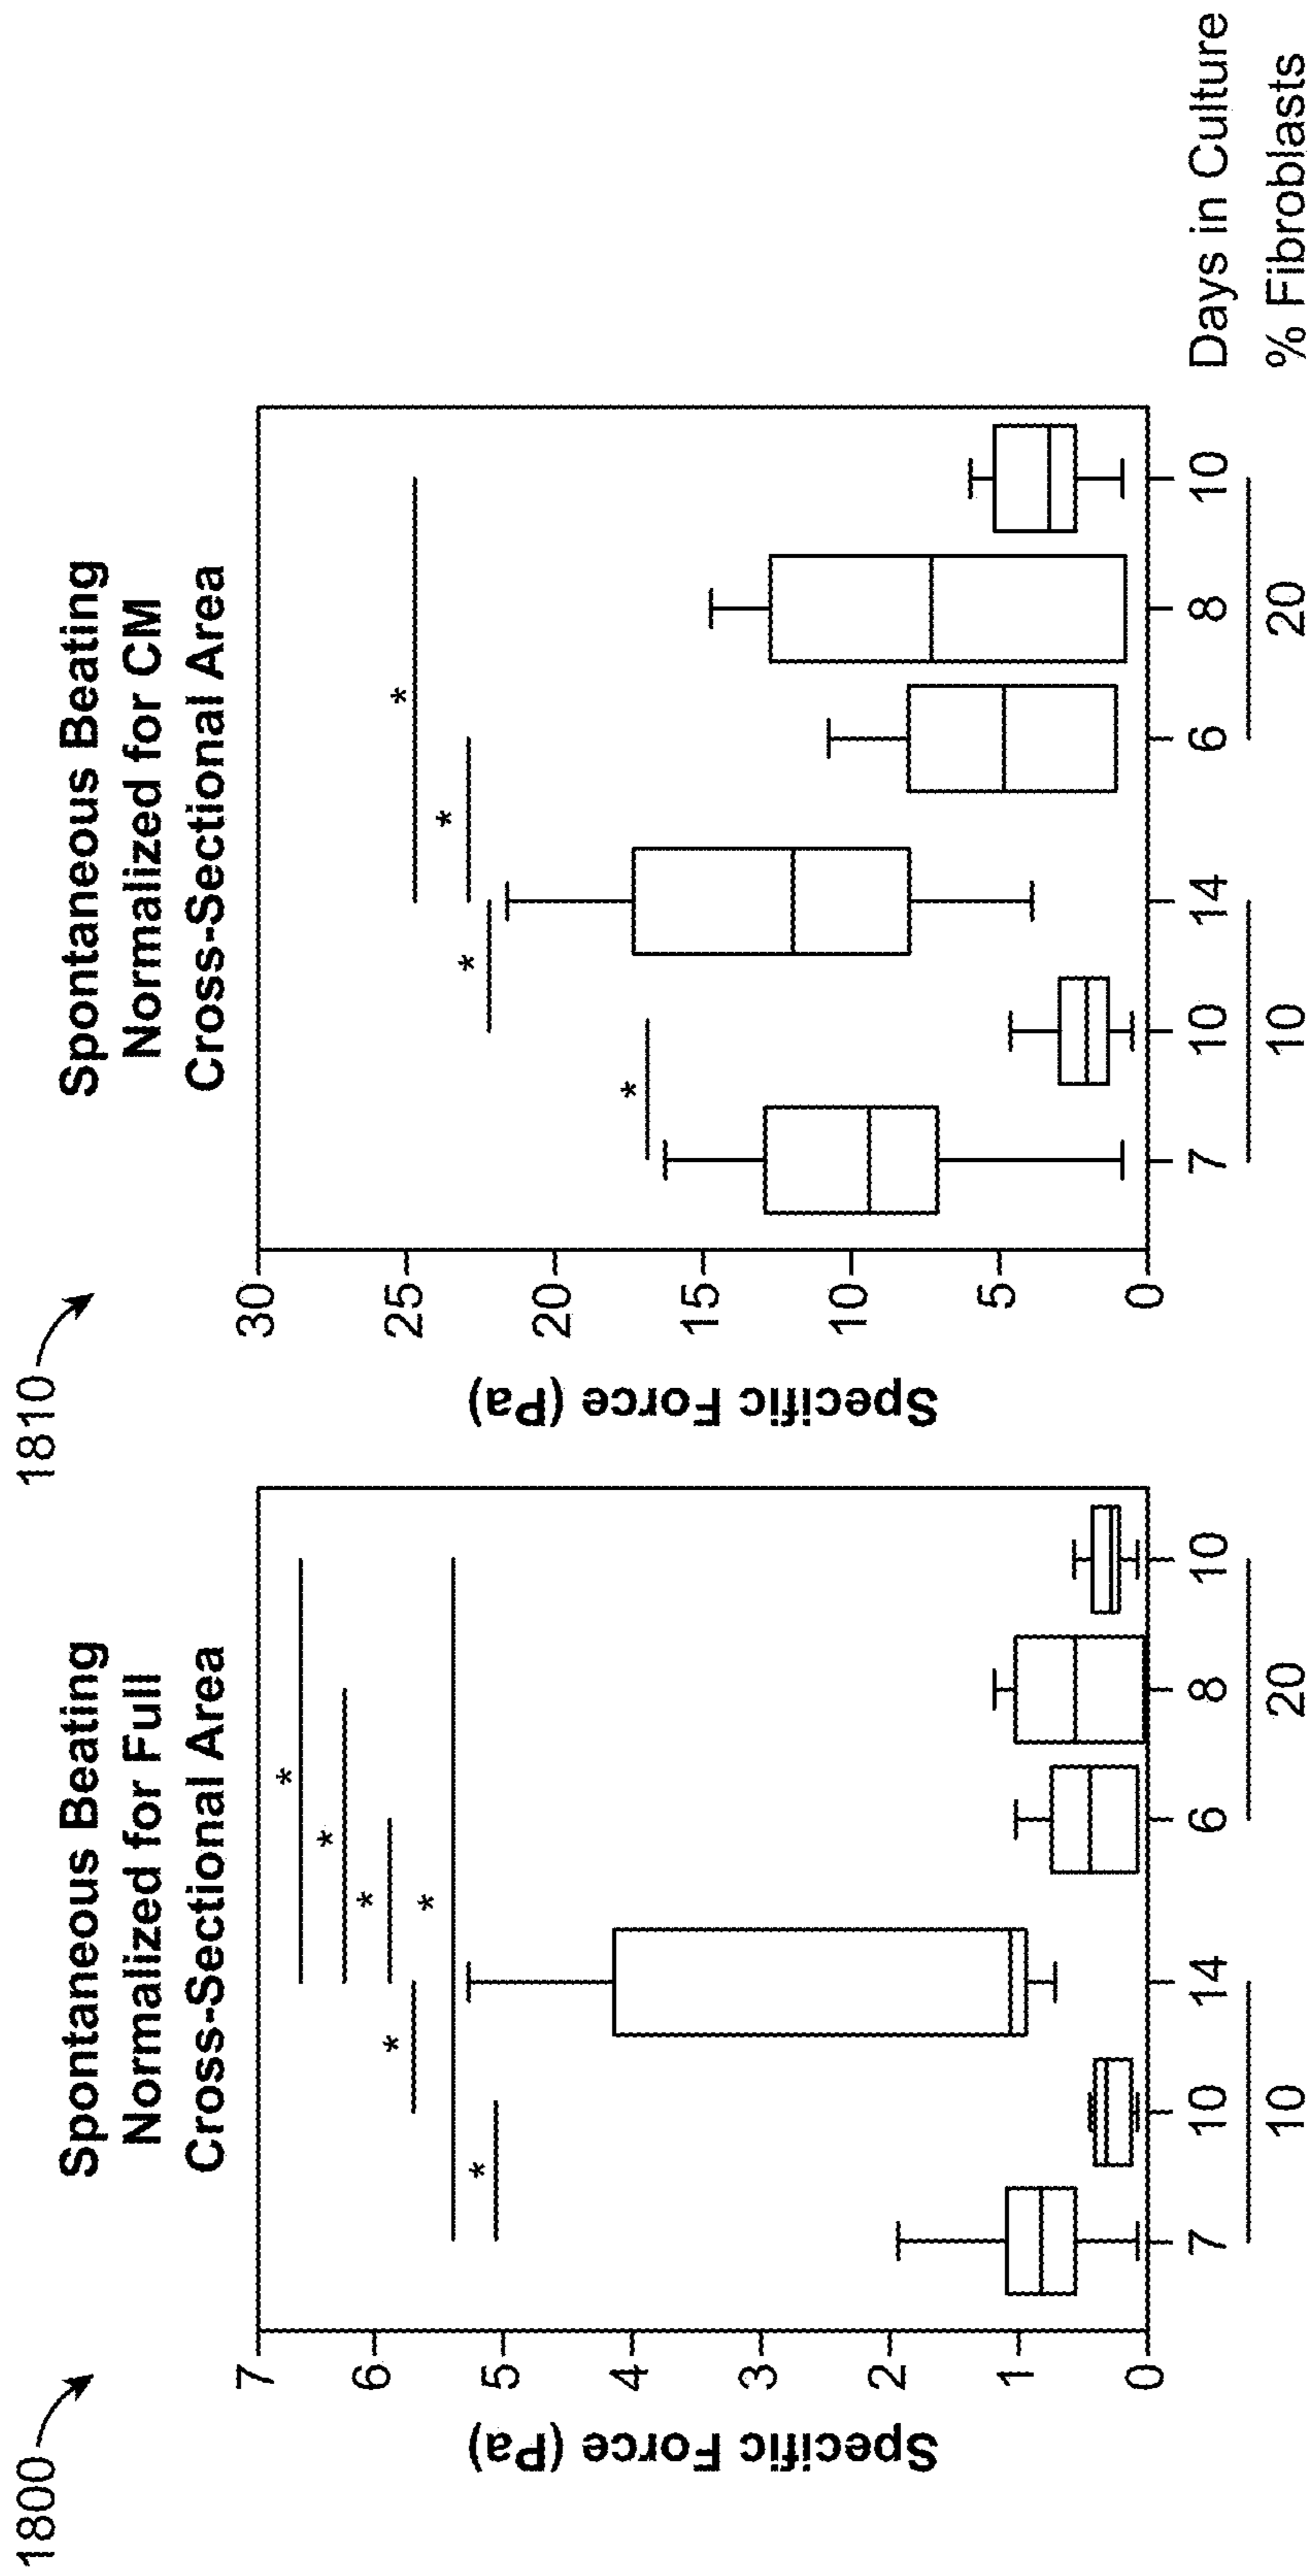 1800
Spontaneous Beating
Normalized for Full
Cross-Sectional Area
Specific Force (Pa)
7
6
5
4
3
2
1
0
*
*
*
*
*
*
7 10 14 6 8 10
10 20
1810
Spontaneous Beating
Normalized for CM
Cross-Sectional Area
Specific Force (Pa)
30
25
20
15
10
5
0
*
*
*
*
7 10 14 6 8 10 Days in Culture
10 20 % Fibroblasts